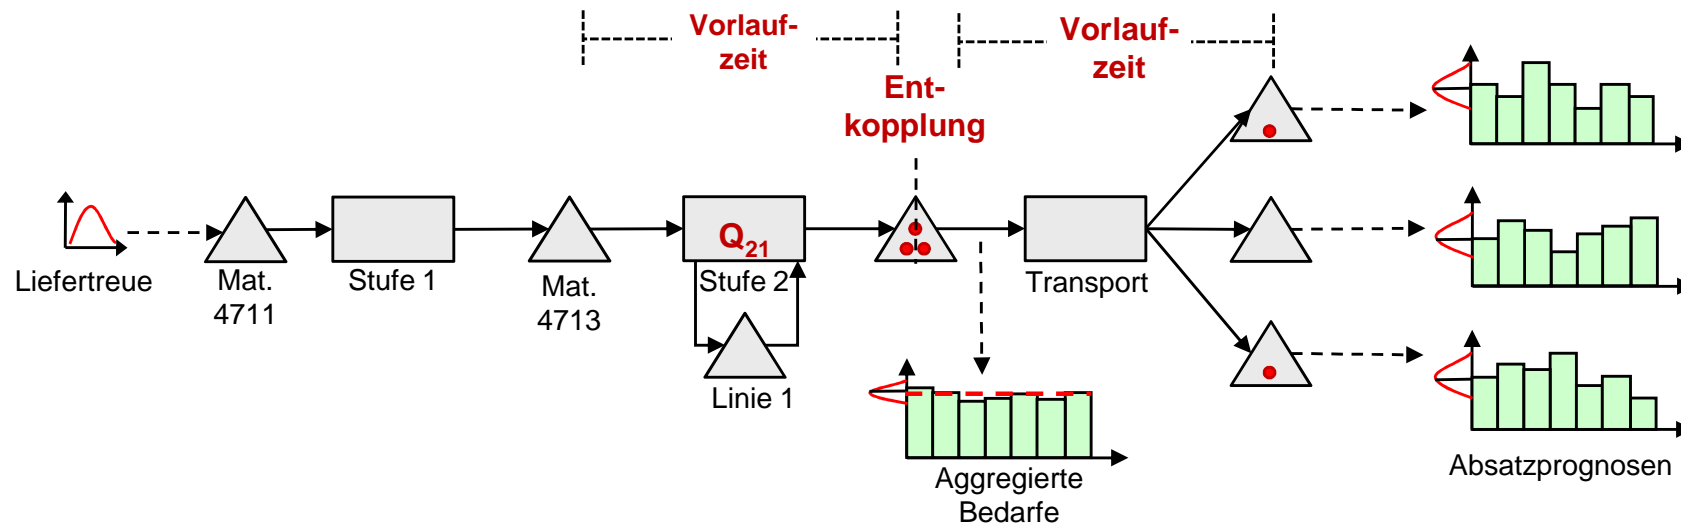 Vorlauf-
zeit
Vorlauf-
zeit
Ent-
kopplung
Liefertreue
Mat.
4711
Stufe 1
Mat.
4713
Q21
Stufe 2
Linie 1
Transport
Aggregierte
Bedarfe
Absatzprognosen